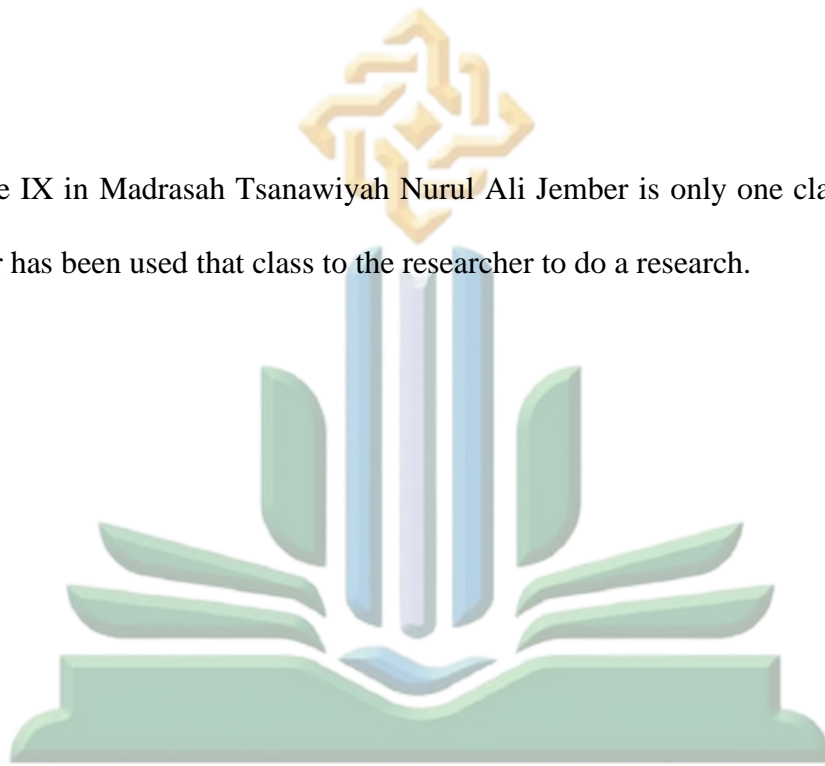 IX in Madrasah Tsanawiyah Nurul Ali Jember is only one
has been used that class to the researcher to do a research.